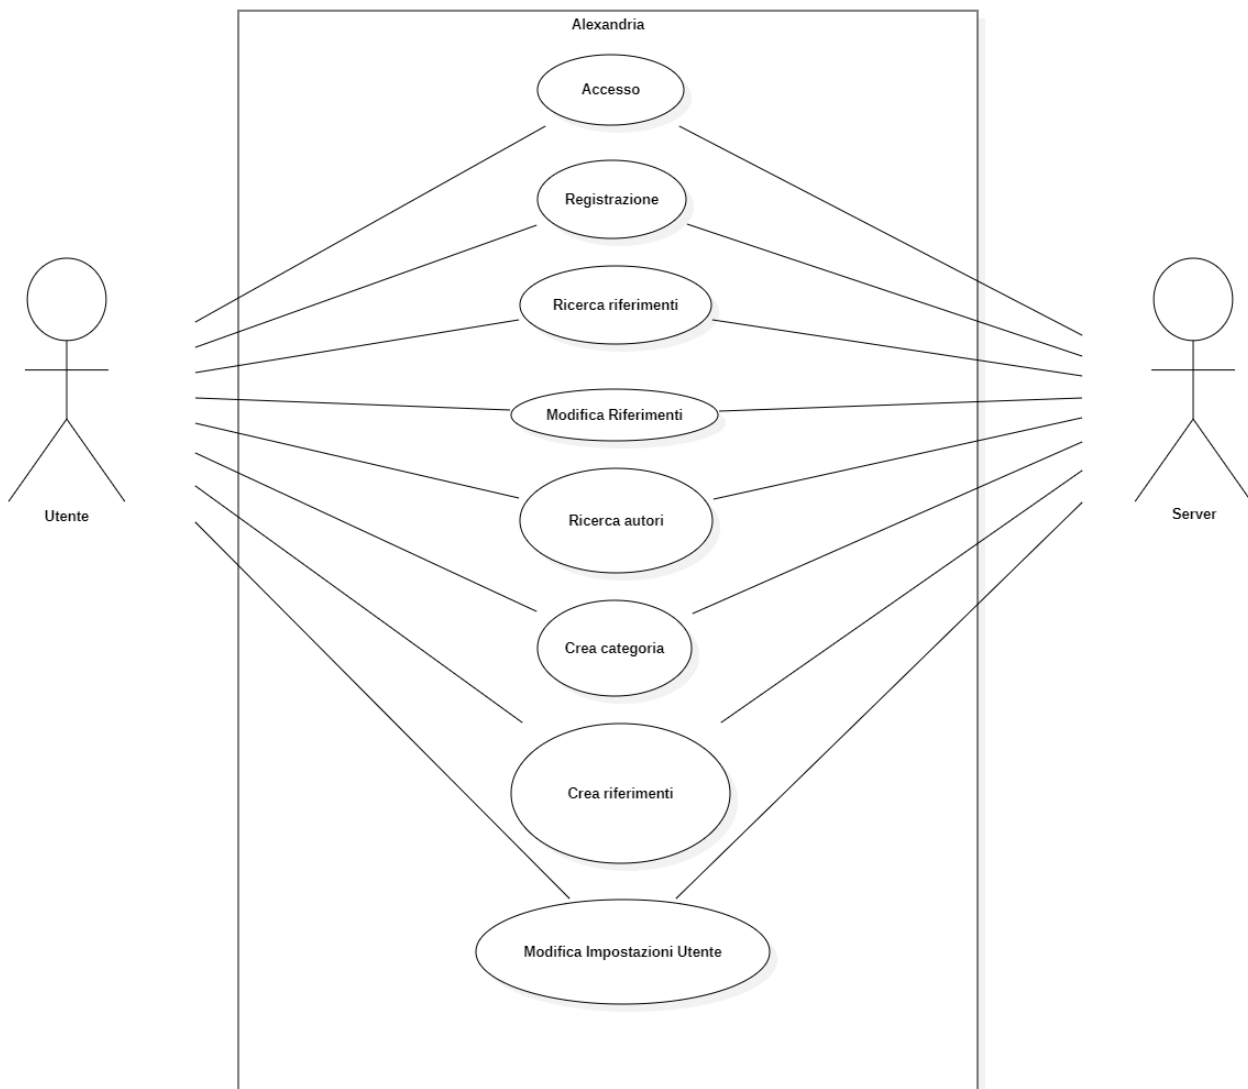 Alexandria
Accesso
Registrazione
Ricerca riferimenti
Modifica Riferimenti
Ricerca autori
Utente
Server
Crea categoria
Crea riferimenti
Modifica Impostazioni Utente